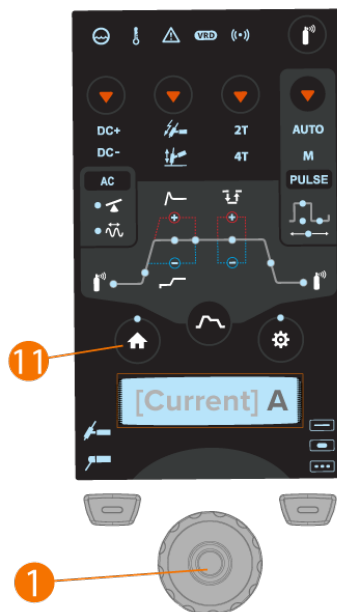 VRD
DC+ 2T AUTO
DC- 4T M
AC PULSE
+ +
- -
11
[Current] A
1